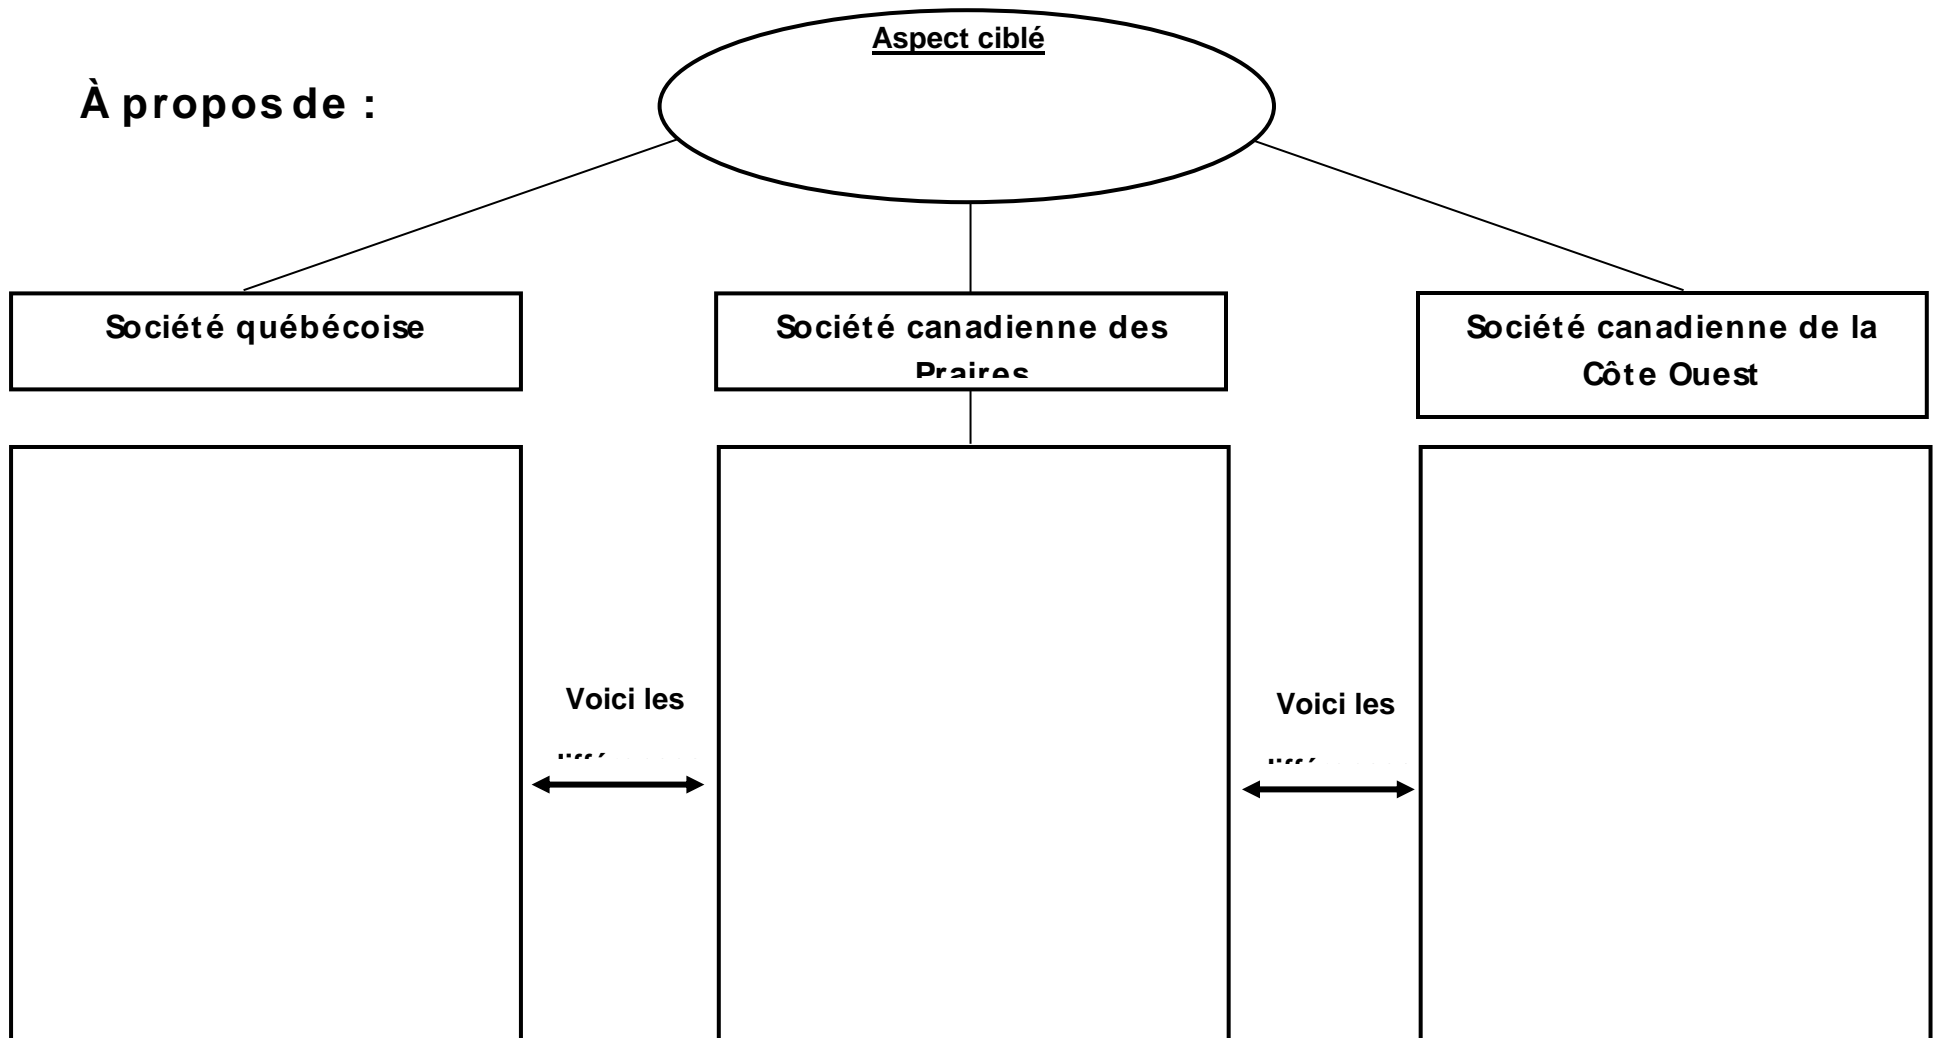 Aspect ciblé
À propos de :
Société québécoise
Société canadienne des
Praires
Société canadienne de la
Côte Ouest
Voici les
Voici les